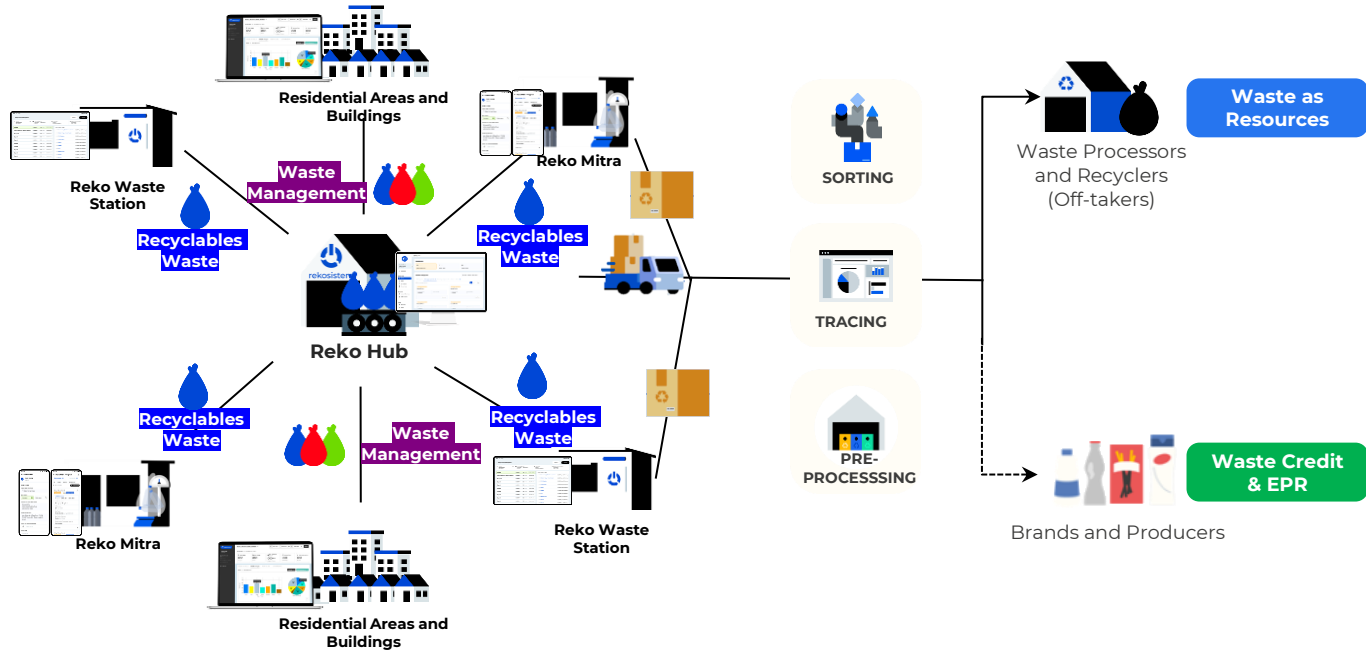 Residential Areas and
Buildings
Reko Mitra
Reko Waste
Station
Waste
Management
Recyclables
Waste
Recyclables
Waste
rekosistem
Reko Hub
SORTING
TRACING
PRE-
PROCESSSING
Waste Processors
and Recyclers
(Off-takers)
Waste as
Resources
Recyclables
Waste
Waste
Management
Recyclables
Waste
Reko Mitra
Reko Waste
Station
Residential Areas and
Buildings
Brands and Producers
Waste Credit
& EPR